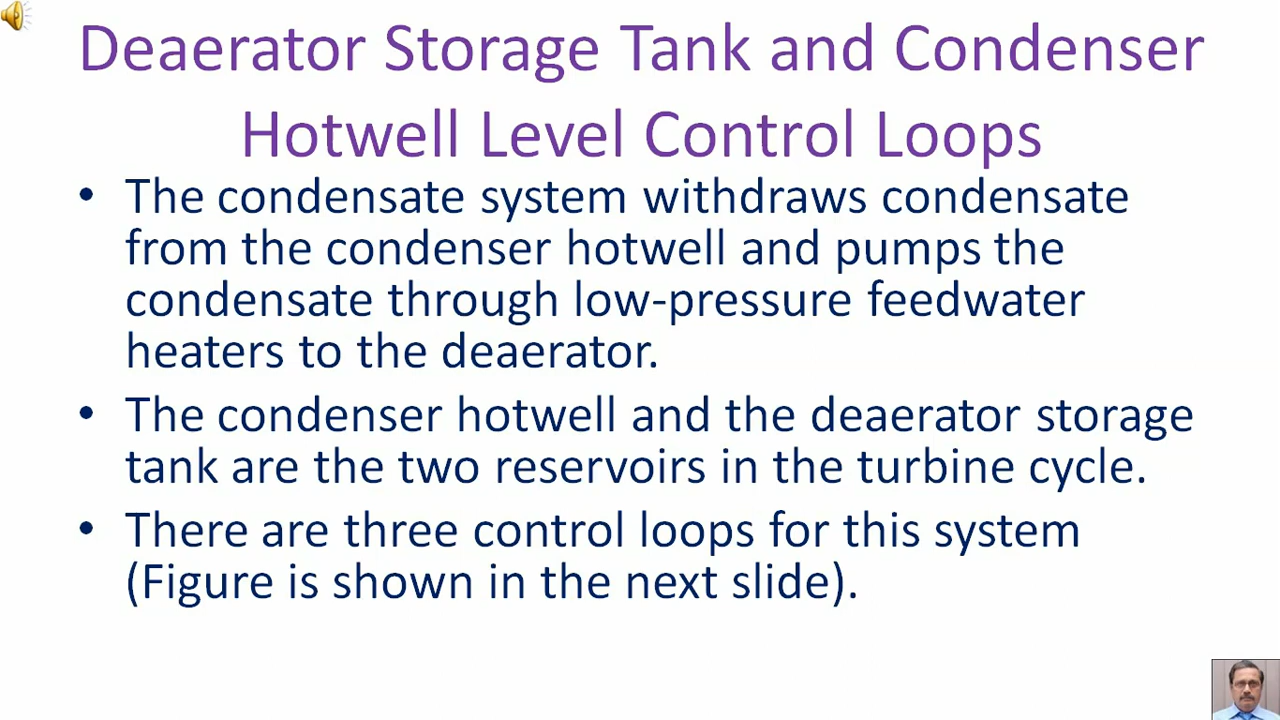 Deaerator Storage Tank and Condenser
Hotwell Level Control Loops
• The condensate system withdraws condensate
from the condenser hotwell and pumps the
condensate through low-pressure feedwater
heaters to the deaerator.
• The condenser hotwell and the deaerator storage
tank are the two reservoirs in the turbine cycle.
• There are three control loops for this system
(Figure is shown in the next slide).